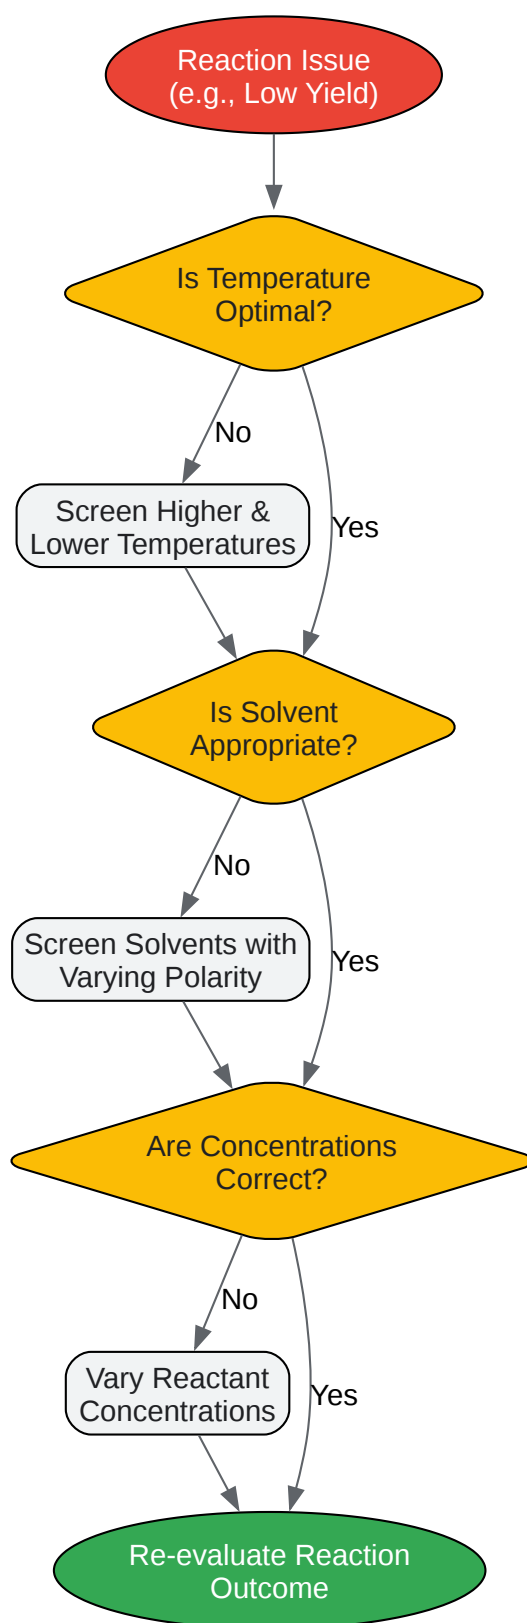 Reaction Issue
(e.g., Low Yield)
Is Temperature
Optimal?
No
Screen Higher &
Lower Temperatures
Yes
Is Solvent
Appropriate?
No
Screen Solvents with
Varying Polarity
Yes
Are Concentrations
Correct?
No
Vary Reactant
Concentrations
Yes
Re-evaluate Reaction
Outcome